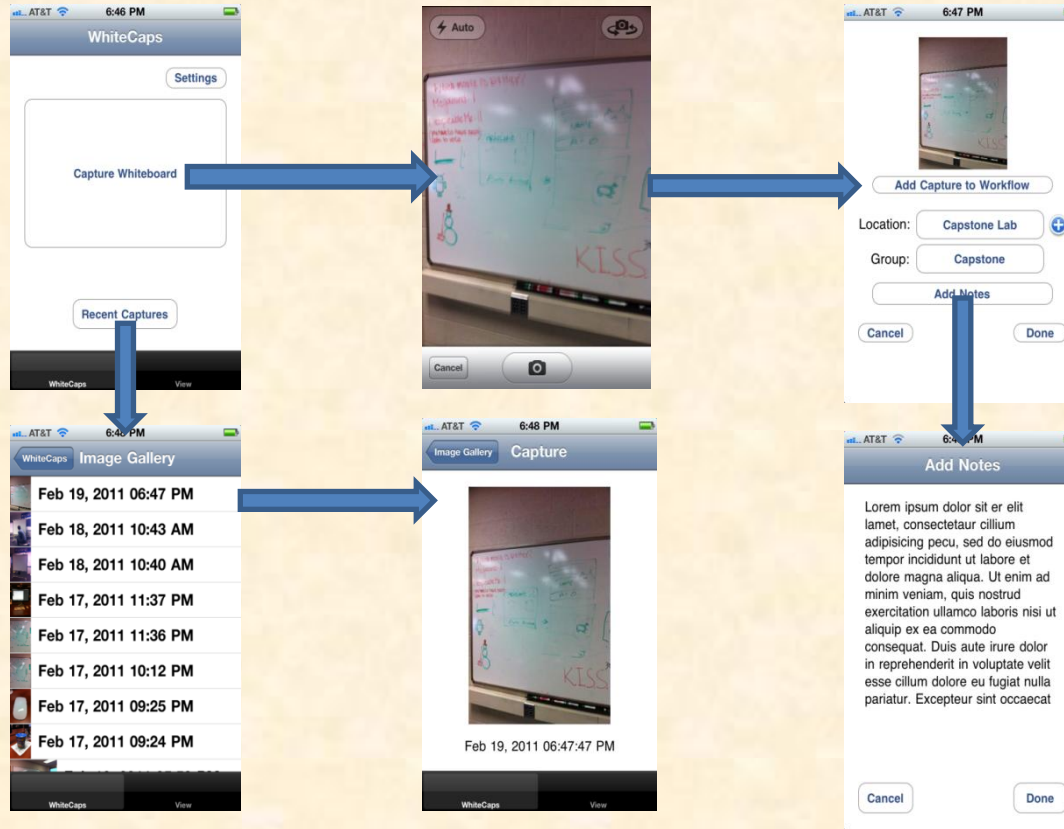 AT&T 6:46 PM
WhiteCaps
Settings
Capture Whiteboard
Recent Captures
WhiteCaps View
Auto
KISS
Cancel
AT&T 6:47 PM
KISS
Add Capture to Workflow
Location: Capstone Lab
Group: Capstone
Add Notes
Cancel Done
AT&T 6:48 PM
WhiteCaps Image Gallery
Feb 19, 2011 06:47 PM
Feb 18, 2011 10:43 AM
Feb 18, 2011 10:40 AM
Feb 17, 2011 11:37 PM
Feb 17, 2011 11:36 PM
Feb 17, 2011 10:12 PM
Feb 17, 2011 09:25 PM
Feb 17, 2011 09:24 PM
WhiteCaps View
AT&T 6:48 PM
Image Gallery Capture
KISS
Feb 19, 2011 06:47:47 PM
WhiteCaps View
AT&T PM
Add Notes
Lorem ipsum dolor sit er elit
lamet, consectetaur cillium
adipisicing pecu, sed do eiusmod
tempor incididunt ut labore et
dolore magna aliqua. Ut enim ad
minim veniam, quis nostrud
exercitation ullamco laboris nisi ut
aliquip ex ea commodo
consequat. Duis aute irure dolor
in reprehenderit in voluptate velit
esse cillum dolore eu fugiat nulla
pariatur. Excepteur sint occaecat
Cancel Done